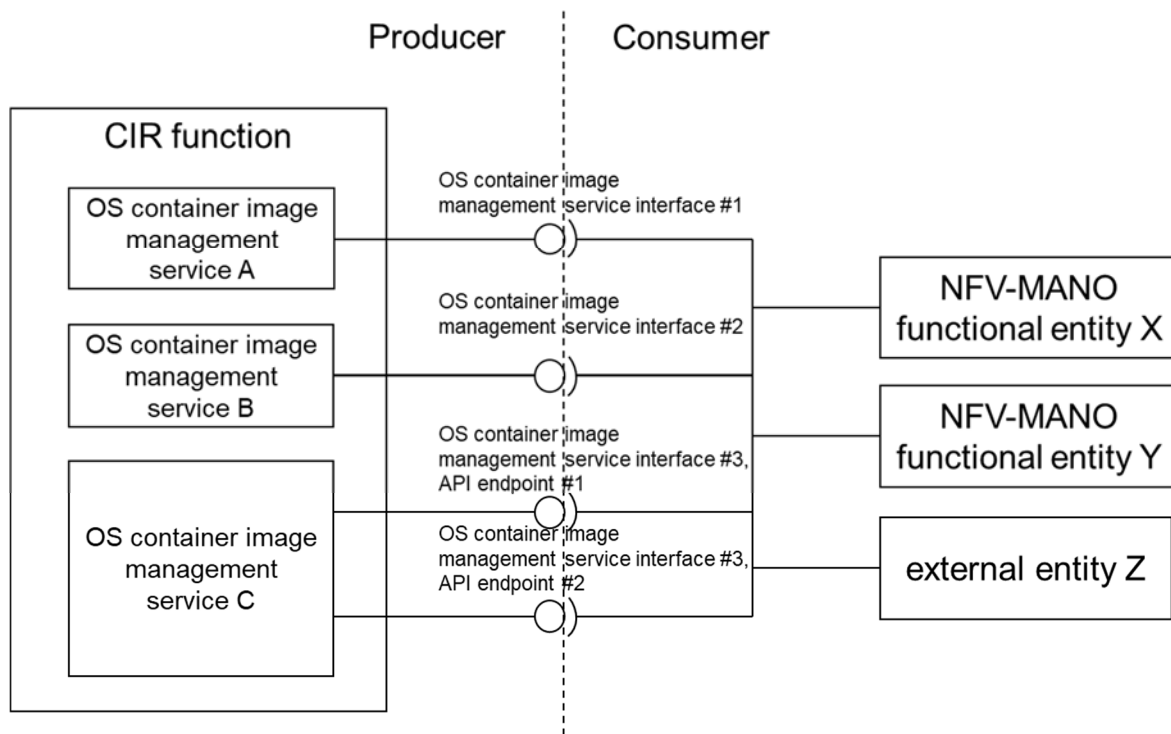 Producer
Consumer
CIR function
OS container image
management
service A
OS container image
management
service B
OS container image
management
service C
OS container image
management service interface #1
OS container image
management service interface #2
OS container image
management service interface #3,
API endpoint #1
OS container image
management service interface #3,
API endpoint #2
NFV-MANO
functional entity X
NFV-MANO
functional entity Y
external entity Z